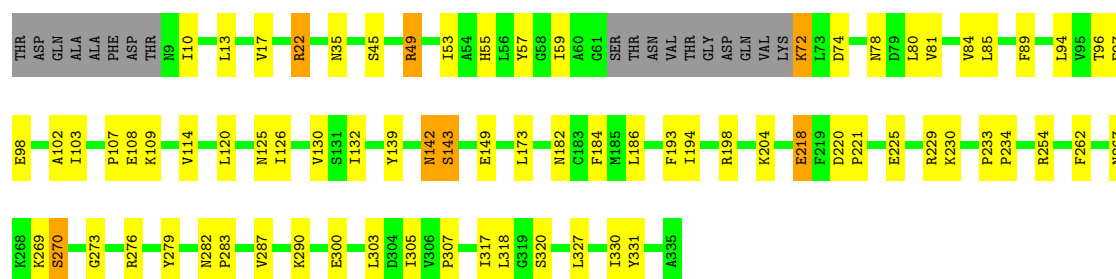 THR ASP GLN ALA ALA PHE ASP THR N9 I10 L13 V17 R22 N35 S45 R49 I53 A54 H55 L56 Y57 G58 I59 A60 G61 SER THR ASN VAL THR GLY ASP GLN VAL LYS K72 L73 D74 N78 D79 L80 V81 V84 L85 F89 L94 V95 T96
E98 A102 I103 P107 E108 K109 V114 L120 N125 I126 V130 S131 I132 Y139 N142 S143 E149 L173 N182 C183 F184 M185 L186 F193 I194 R198 K204 E218 F219 D220 P221 E225 R229 K230 P233 P234 R254 F262
K268 K269 S270 G273 R276 Y279 N282 P283 V287 K290 E300 L303 D304 I305 V306 P307 I317 L318 G319 S320 L327 I330 Y331 A335